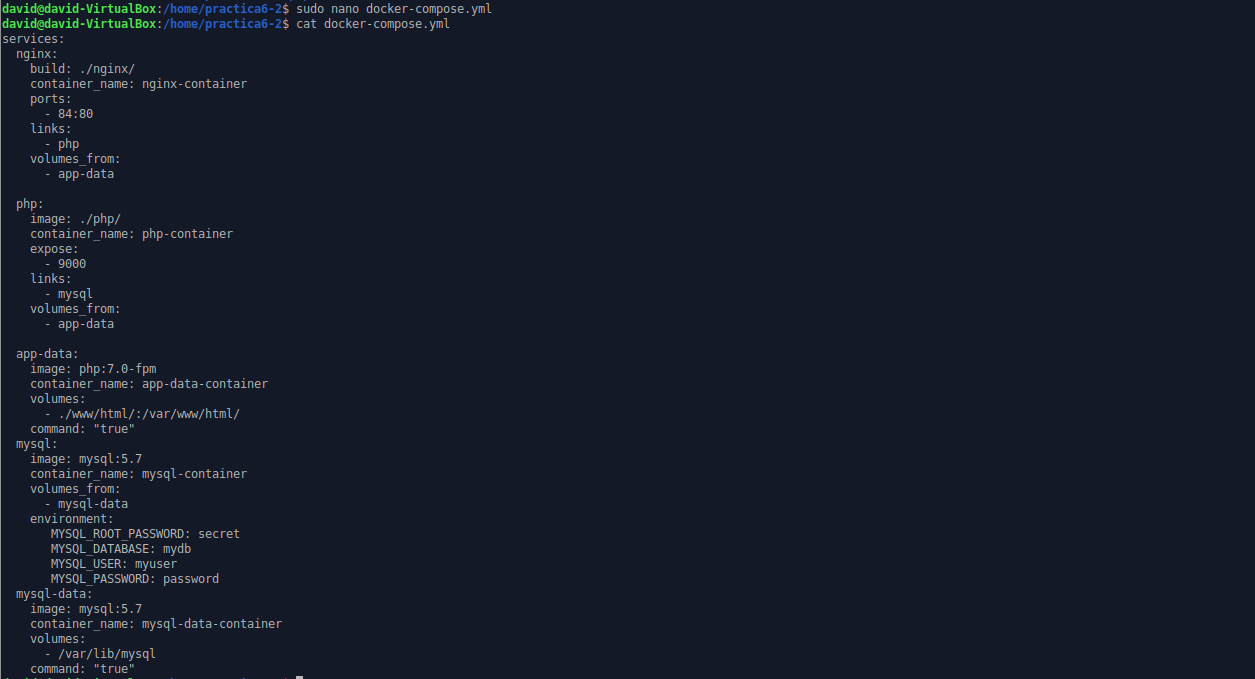 david@david-VirtualBox:/home/practica6-2$ sudo nano docker-compose.yml
david@david-VirtualBox:/home/practica6-2$ cat docker-compose.yml
services:
  nginx:
    build: ./nginx/
    container_name: nginx-container
    ports:
      - 84:80
    links:
      - php
    volumes_from:
      - app-data

  php:
    image: ./php/
    container_name: php-container
    expose:
      - 9000
    links:
      - mysql
    volumes_from:
      - app-data

  app-data:
    image: php:7.0-fpm
    container_name: app-data-container
    volumes:
      - ./www/html/:/var/www/html/
    command: "true"
  mysql:
    image: mysql:5.7
    container_name: mysql-container
    volumes_from:
      - mysql-data
    environment:
       MYSQL_ROOT_PASSWORD: secret
       MYSQL_DATABASE: mydb
       MYSQL_USER: myuser
       MYSQL_PASSWORD: password
  mysql-data:
    image: mysql:5.7
    container_name: mysql-data-container
    volumes:
      - /var/lib/mysql
    command: "true"